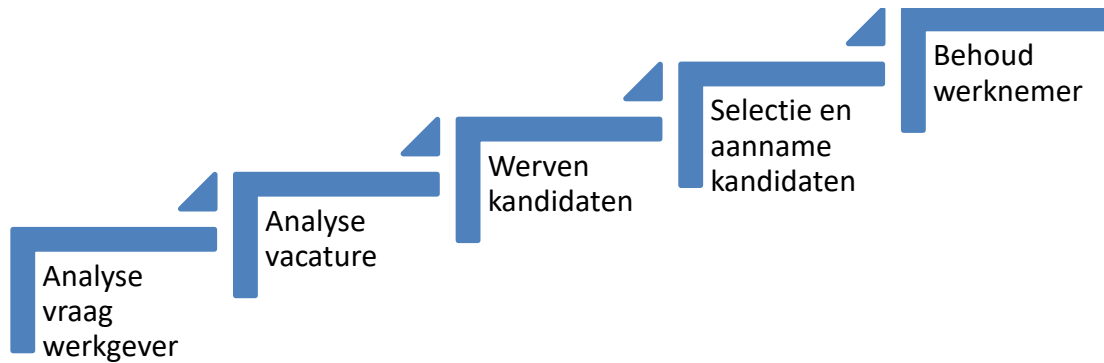 Analyse
vraag
werkgever
Analyse
vacature
Werven
kandidaten
Selectie en
aanname
kandidaten
Behoud
werknemer